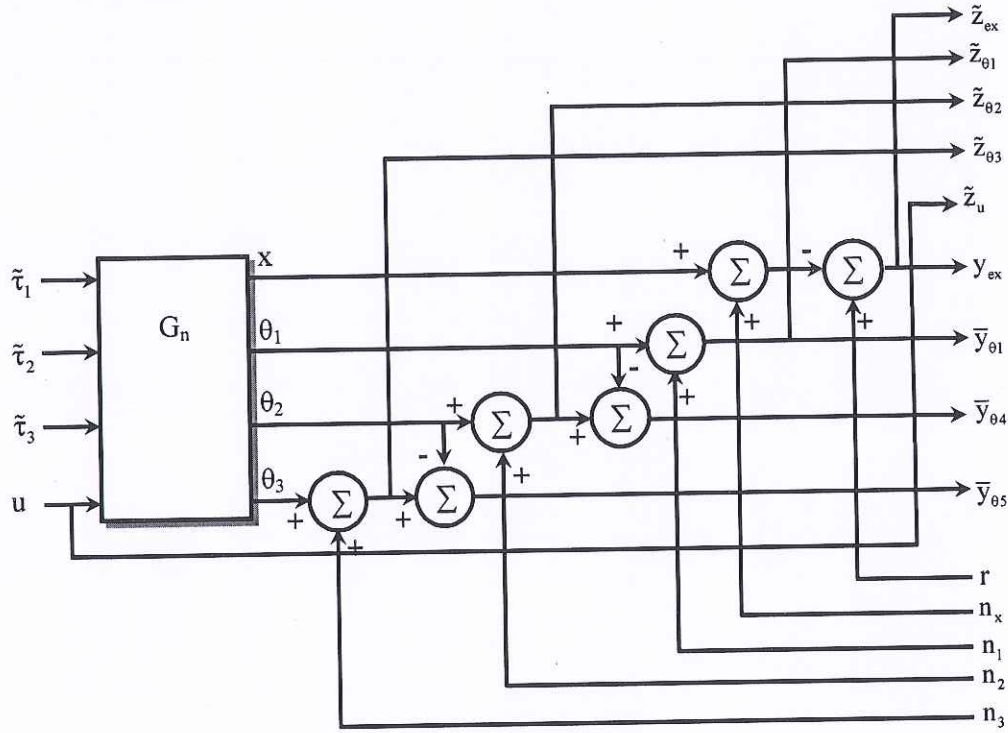 z̃ex
z̃θ1
z̃θ2
z̃θ3
z̃u
x
+
Σ
-
Σ
yex
τ̃1
Gn
+
+
θ1
+
Σ
ȳθ1
τ̃2
-
+
θ2
+
Σ
+
Σ
ȳθ4
τ̃3
-
+
θ3
+
Σ
+
Σ
ȳθ5
u
+
r
nx
n1
n2
n3